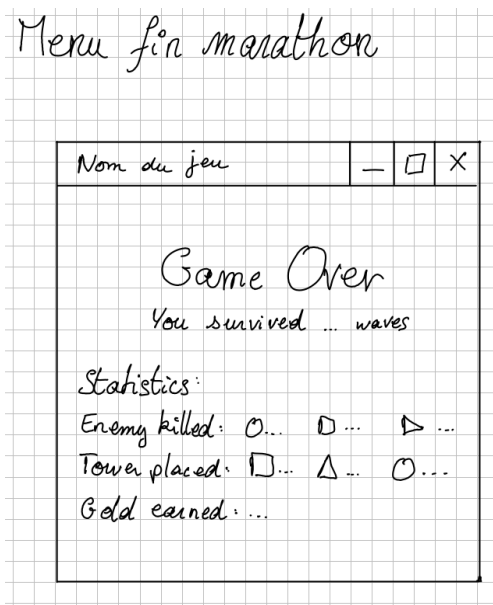 Menu fin marathon
Nom du jeu
Game Over
You survived ... waves
Statistics:
Enemy killed: ... ... ...
Tower placed: ... ... ...
Gold earned: ...